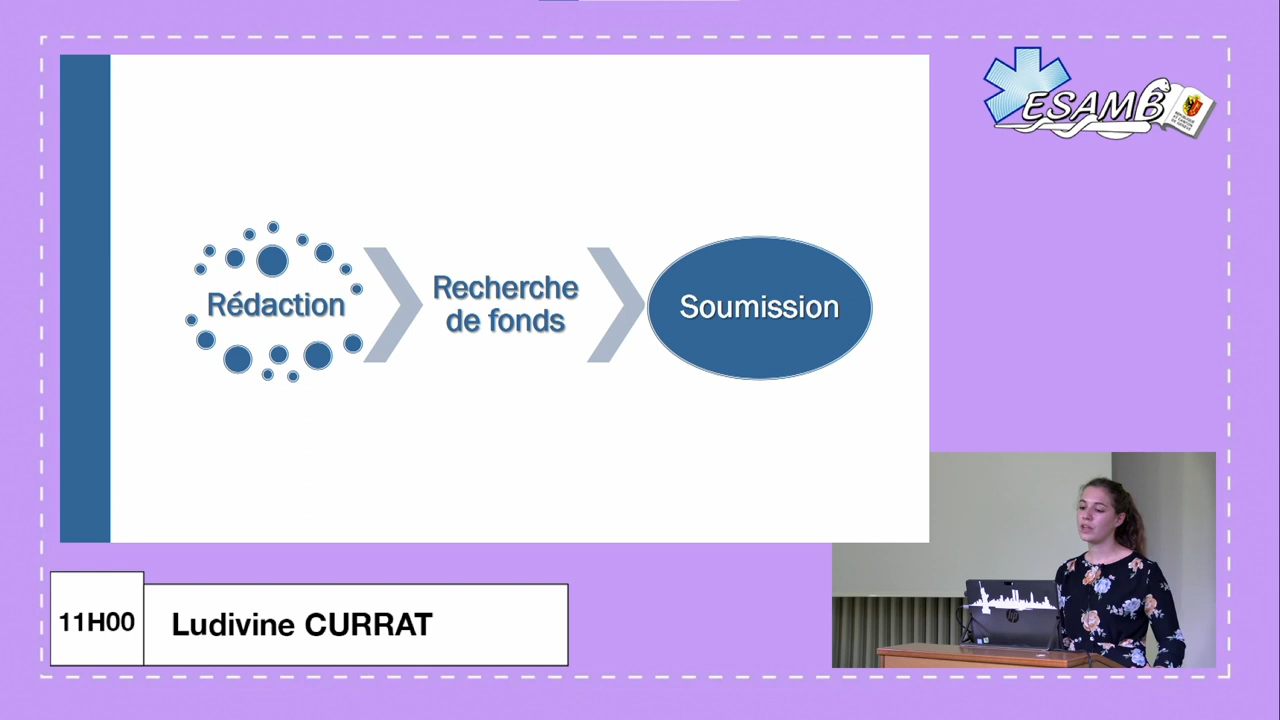 ESAMB
Rédaction
Recherche
de fonds
Soumission
11H00
Ludivine CURRAT